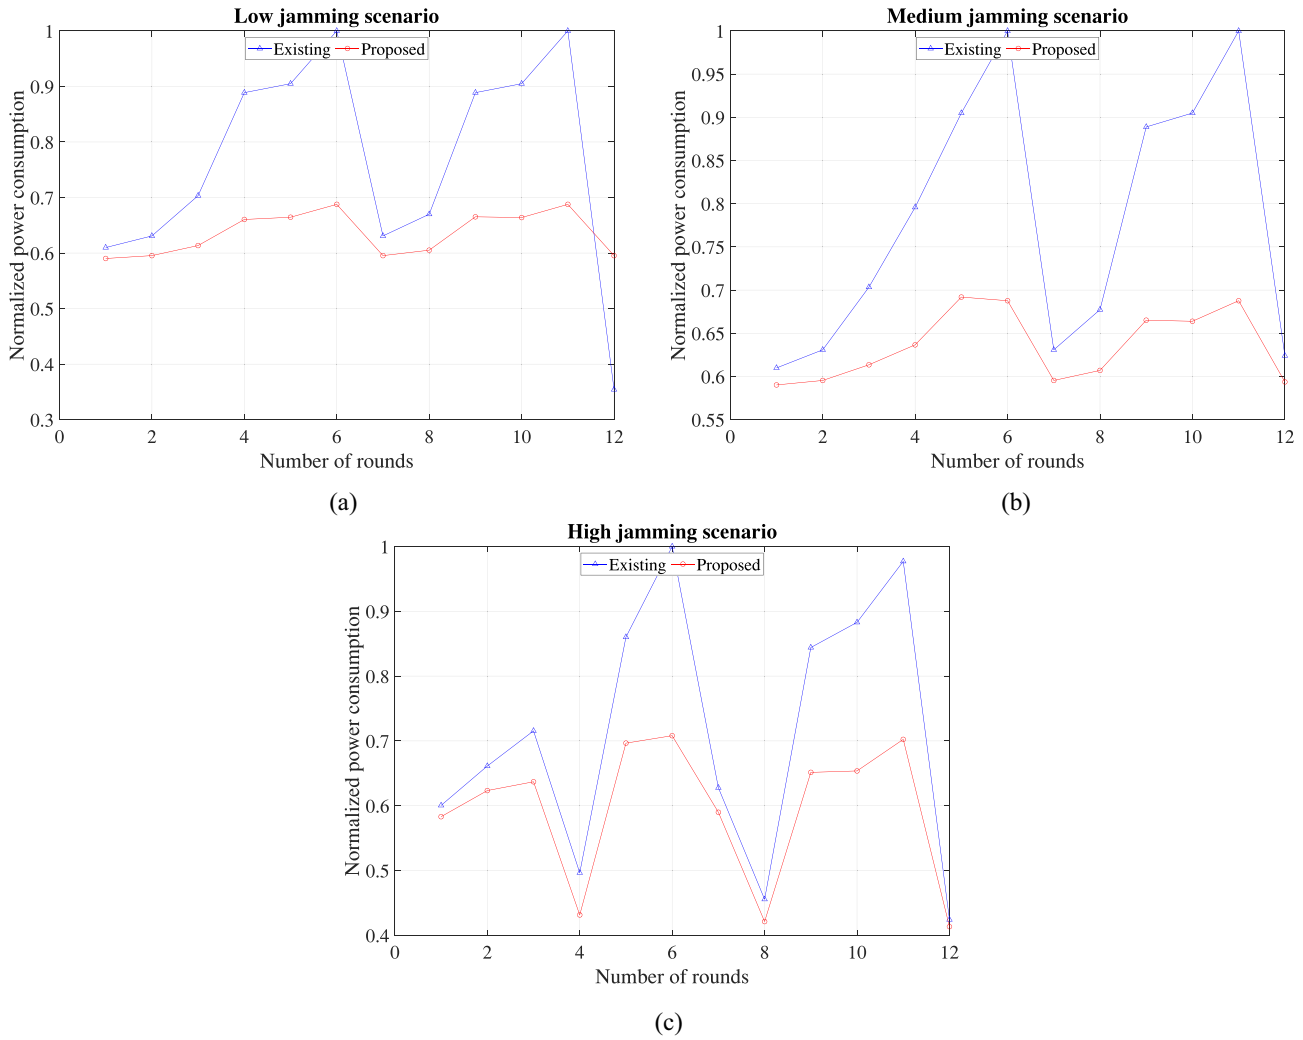 Low jamming scenario
Existing Proposed
1
0.9
0.8
0.7
0.6
0.5
0.4
0.3
Normalized power consumption
0 2 4 6 8 10 12
Number of rounds
(a)
Medium jamming scenario
Existing Proposed
1
0.95
0.9
0.85
0.8
0.75
0.7
0.65
0.6
0.55
Normalized power consumption
0 2 4 6 8 10 12
Number of rounds
(b)
High jamming scenario
Existing Proposed
1
0.9
0.8
0.7
0.6
0.5
0.4
Normalized power consumption
0 2 4 6 8 10 12
Number of rounds
(c)